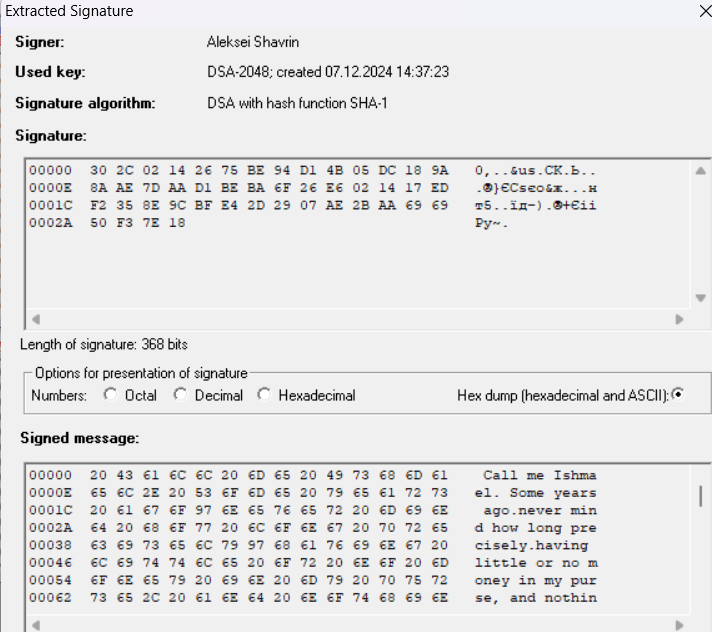 Extracted Signature
Signer: Aleksei Shavrin
Used key: DSA-2048; created 07.12.2024 14:37:23
Signature algorithm: DSA with hash function SHA-1
Signature:
00000 30 2C 02 14 26 75 BE 94 D1 4B 05 DC 18 9A 0,..&us.СК.Ь..
0000E 8A AE 7D AA D1 BE BA 6F 26 E6 02 14 17 ED .®}ЄСѕєо&ж...н
0001C F2 35 8E 9C BF E4 2D 29 07 AE 2B AA 69 69 т5..їд-).®+Єii
0002A 50 F3 7E 18 Pу~.
Length of signature: 368 bits
Options for presentation of signature
Numbers: Octal Decimal Hexadecimal Hex dump (hexadecimal and ASCII):
Signed message:
00000 20 43 61 6C 6C 20 6D 65 20 49 73 68 6D 61 Call me Ishma
0000E 65 6C 2E 20 53 6F 6D 65 20 79 65 61 72 73 el. Some years
0001C 20 61 67 6F 97 6E 65 76 65 72 20 6D 69 6E ago.never min
0002A 64 20 68 6F 77 20 6C 6F 6E 67 20 70 72 65 d how long pre
00038 63 69 73 65 6C 79 97 68 61 76 69 6E 67 20 cisely.having
00046 6C 69 74 74 6C 65 20 6F 72 20 6E 6F 20 6D little or no m
00054 6F 6E 65 79 20 69 6E 20 6D 79 20 70 75 72 oney in my pur
00062 73 65 2C 20 61 6E 64 20 6E 6F 74 68 69 6E se, and nothin